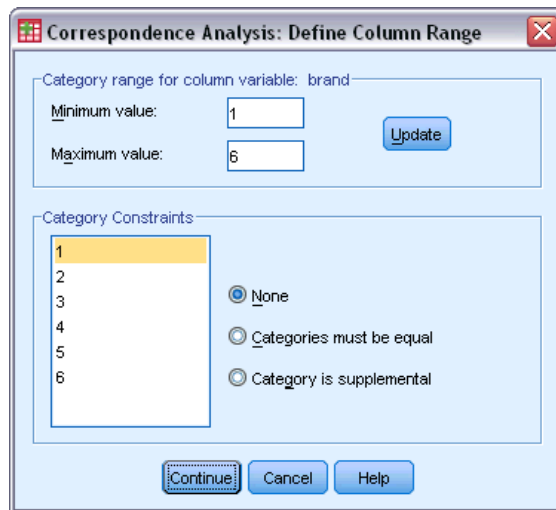 Correspondence Analysis: Define Column Range
Category range for column variable: brand
Minimum value:
1
Maximum value:
6
Update
Category Constraints
1
2
3
4
5
6
None
Categories must be equal
Category is supplemental
Continue
Cancel
Help